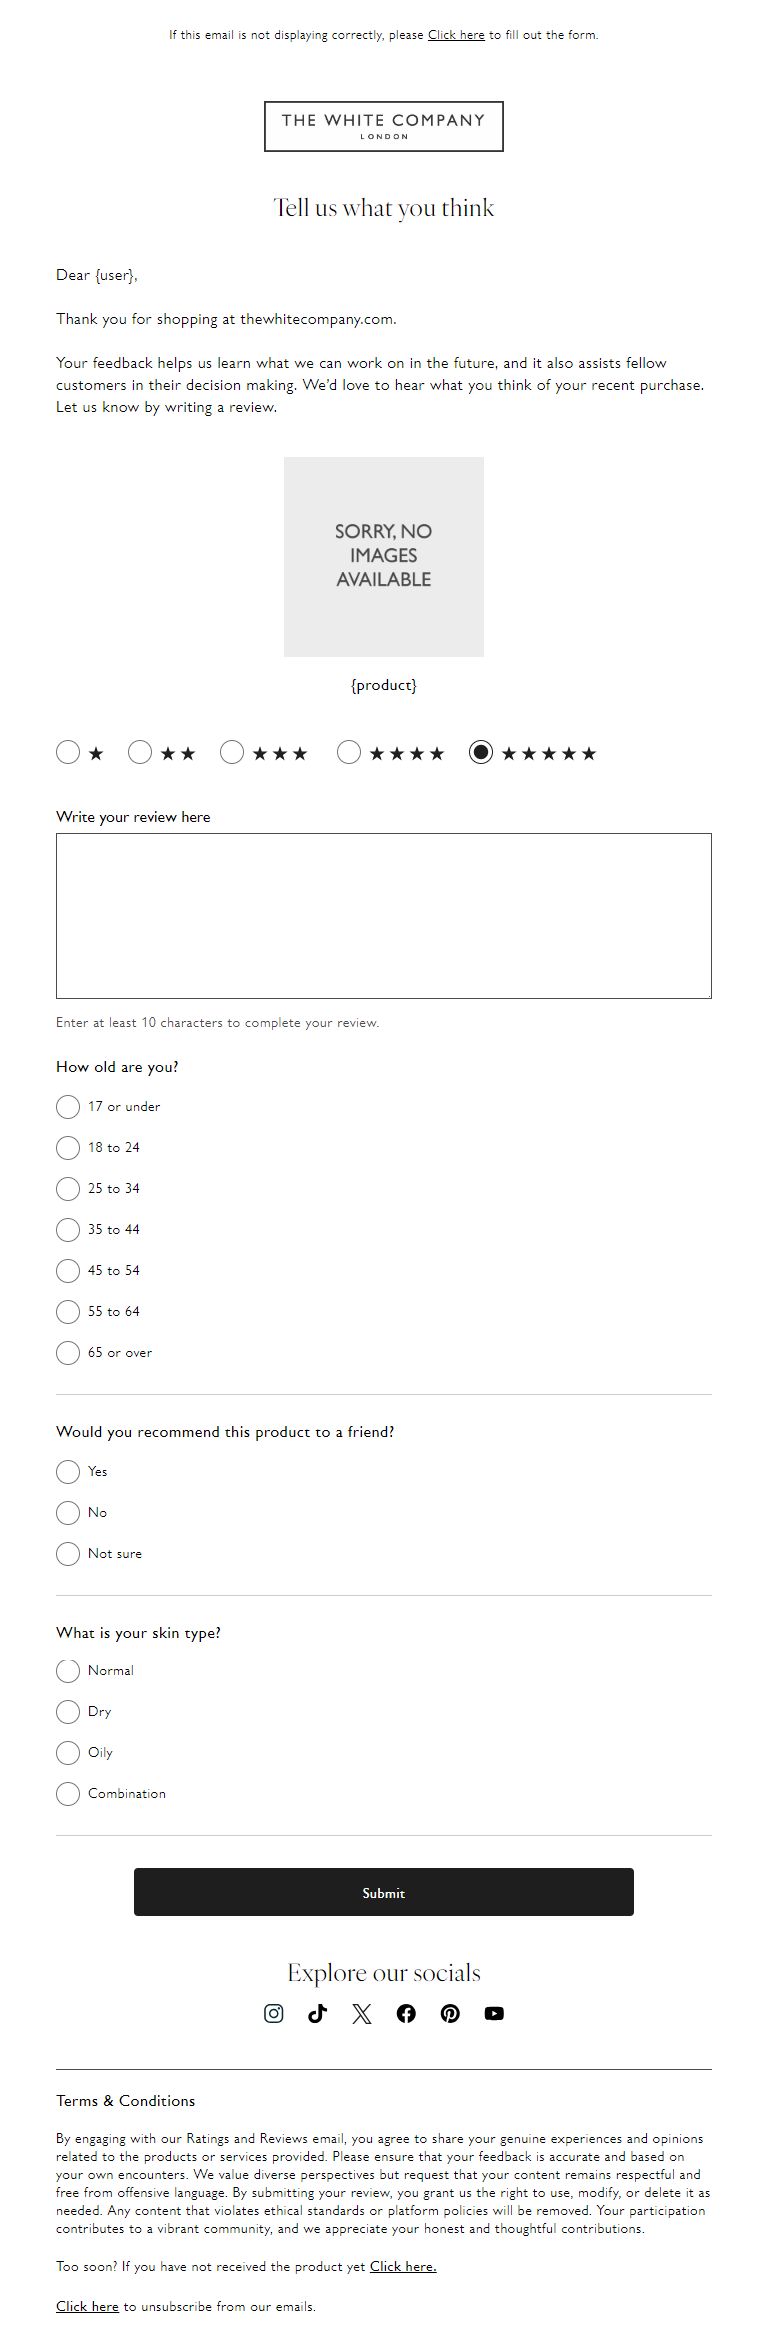 If this email is not displaying correctly, please Click here to fill out the form.
THE WHITE COMPANY
LONDON
Tell us what you think
Dear {user},
Thank you for shopping at thewhitecompany.com.
Your feedback helps us learn what we can work on in the future, and it also assists fellow
customers in their decision making. We'd love to hear what you think of your recent purchase.
Let us know by writing a review.
SORRY, NO
IMAGES
AVAILABLE
{product}
Write your review here
Enter at least 10 characters to complete your review.
How old are you?
17 or under
18 to 24
25 to 34
35 to 44
45 to 54
55 to 64
65 or over
Would you recommend this product to a friend?
Yes
No
Not sure
What is your skin type?
Normal
Dry
Oily
Combination
Submit
Explore our socials
Terms & Conditions
By engaging with our Ratings and Reviews email, you agree to share your genuine experiences and opinions
related to the products or services provided. Please ensure that your feedback is accurate and based on
your own encounters. We value diverse perspectives but request that your content remains respectful and
free from offensive language. By submitting your review, you grant us the right to use, modify, or delete it as
needed. Any content that violates ethical standards or platform policies will be removed. Your participation
contributes to a vibrant community, and we appreciate your honest and thoughtful contributions.
Too soon? If you have not received the product yet Click here.
Click here to unsubscribe from our emails.